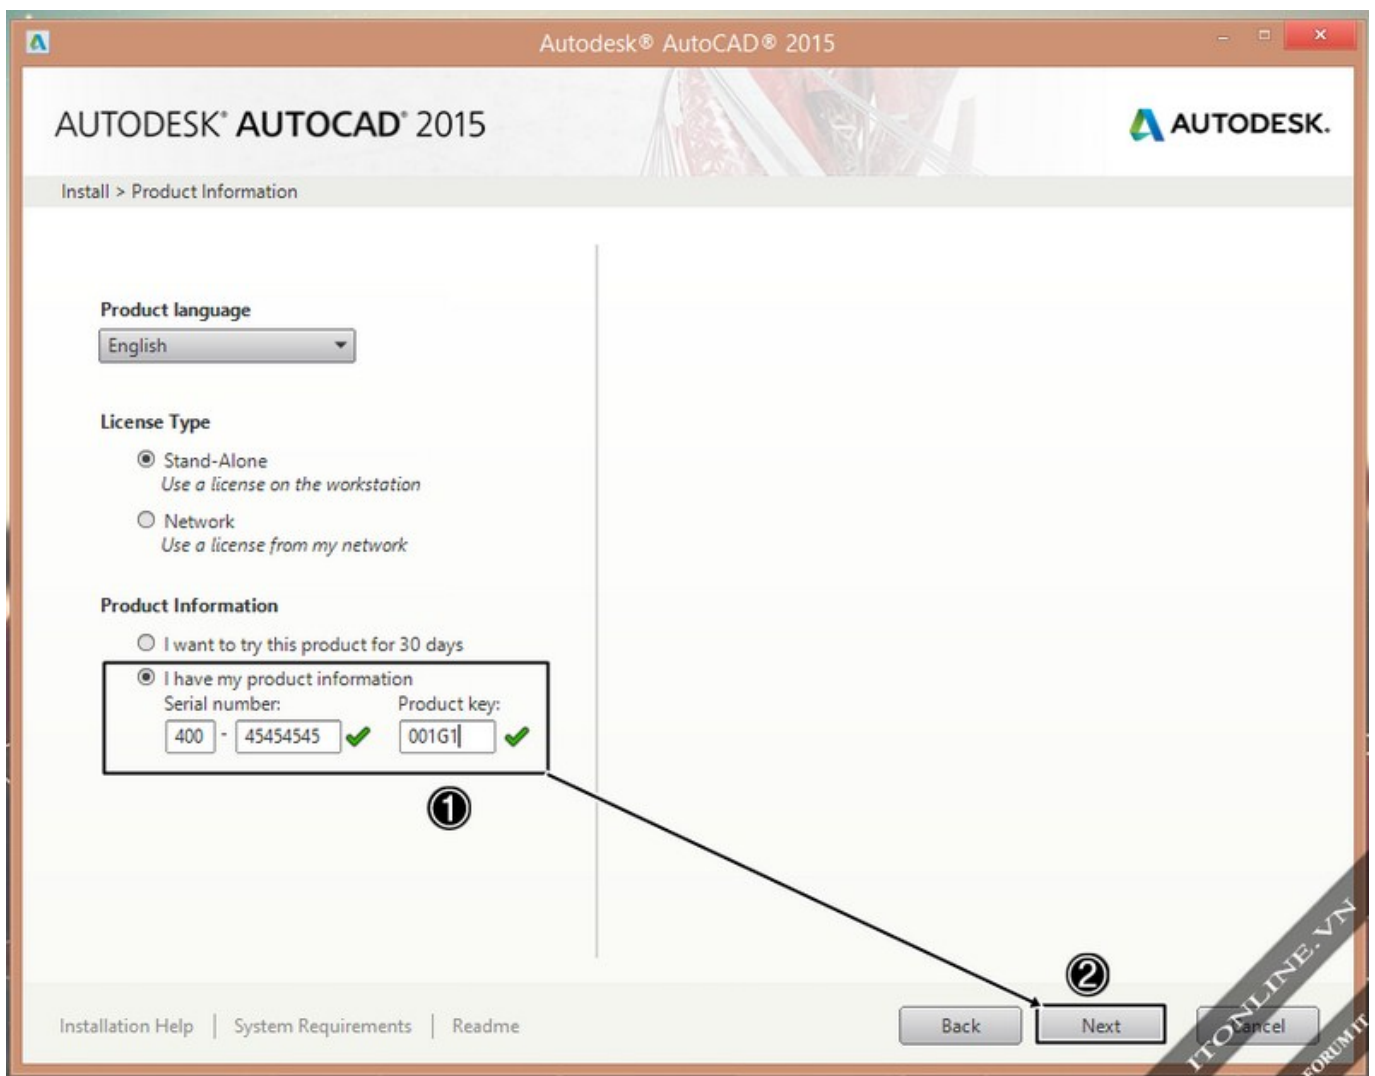 Autodesk® AutoCAD® 2015
AUTODESK® AUTOCAD® 2015
AUTODESK.
Install > Product Information
Product language
English
License Type
Stand-Alone
Use a license on the workstation
Network
Use a license from my network
Product Information
I want to try this product for 30 days
I have my product information
Serial number: Product key:
400 - 45454545 001G1
1
2
Installation Help | System Requirements | Readme
Back Next Cancel
ITONLINE.VN
FORUM IT